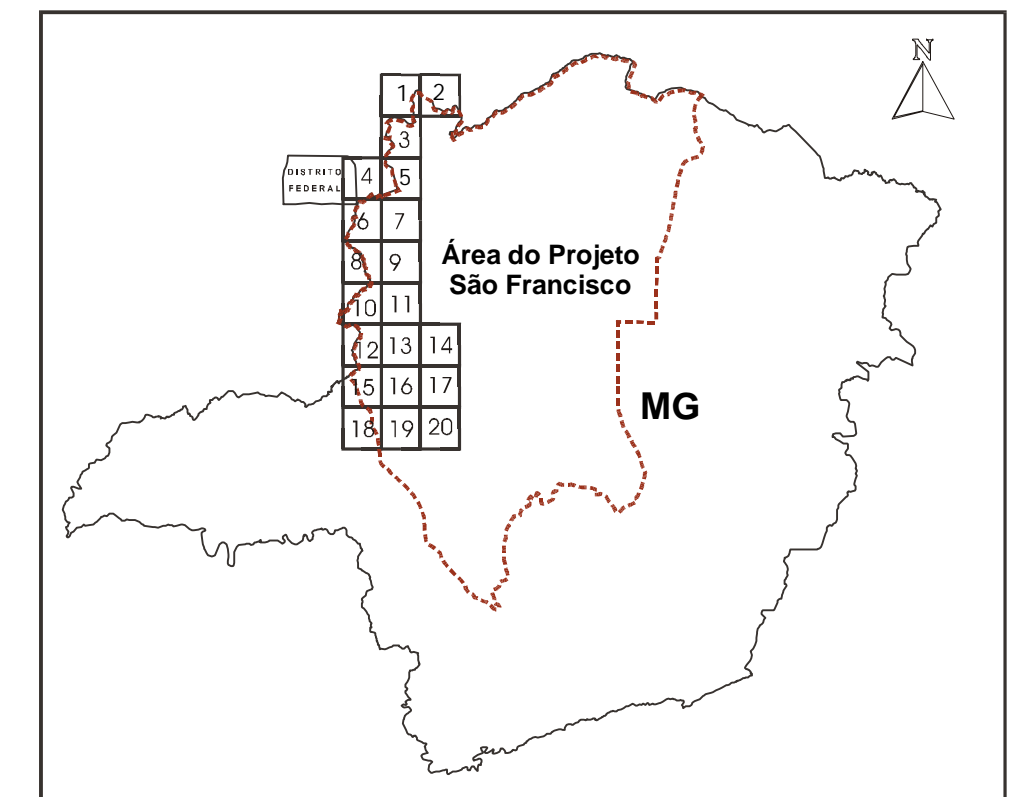 N
1 2
3
DISTRITO
FEDERAL
4 5
6 7
Área do Projeto
São Francisco
8 9
10 11
12 13 14
15 16 17
MG
18 19 20